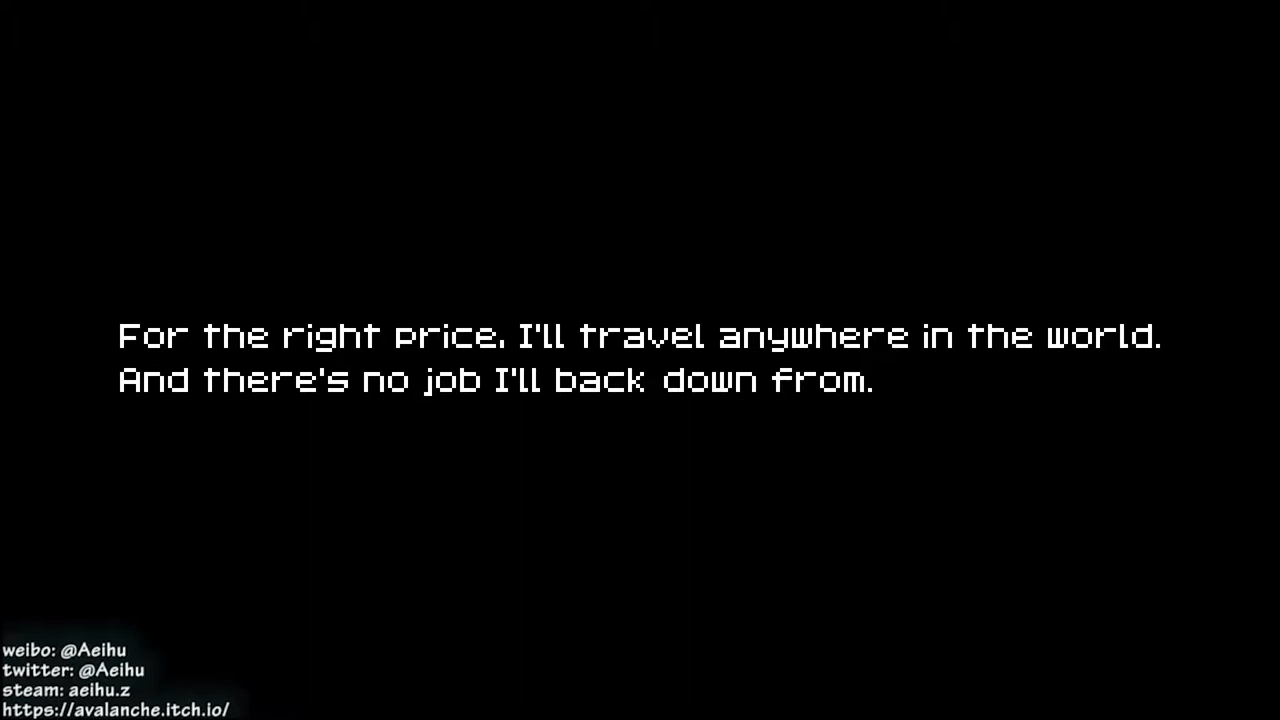 For the right price, I'll travel anywhere in the world.
And there's no job I'll back down from.
weibo: @Aeihu
twitter: @Aeihu
steam: aeihu.z
https://avalanche.itch.io/